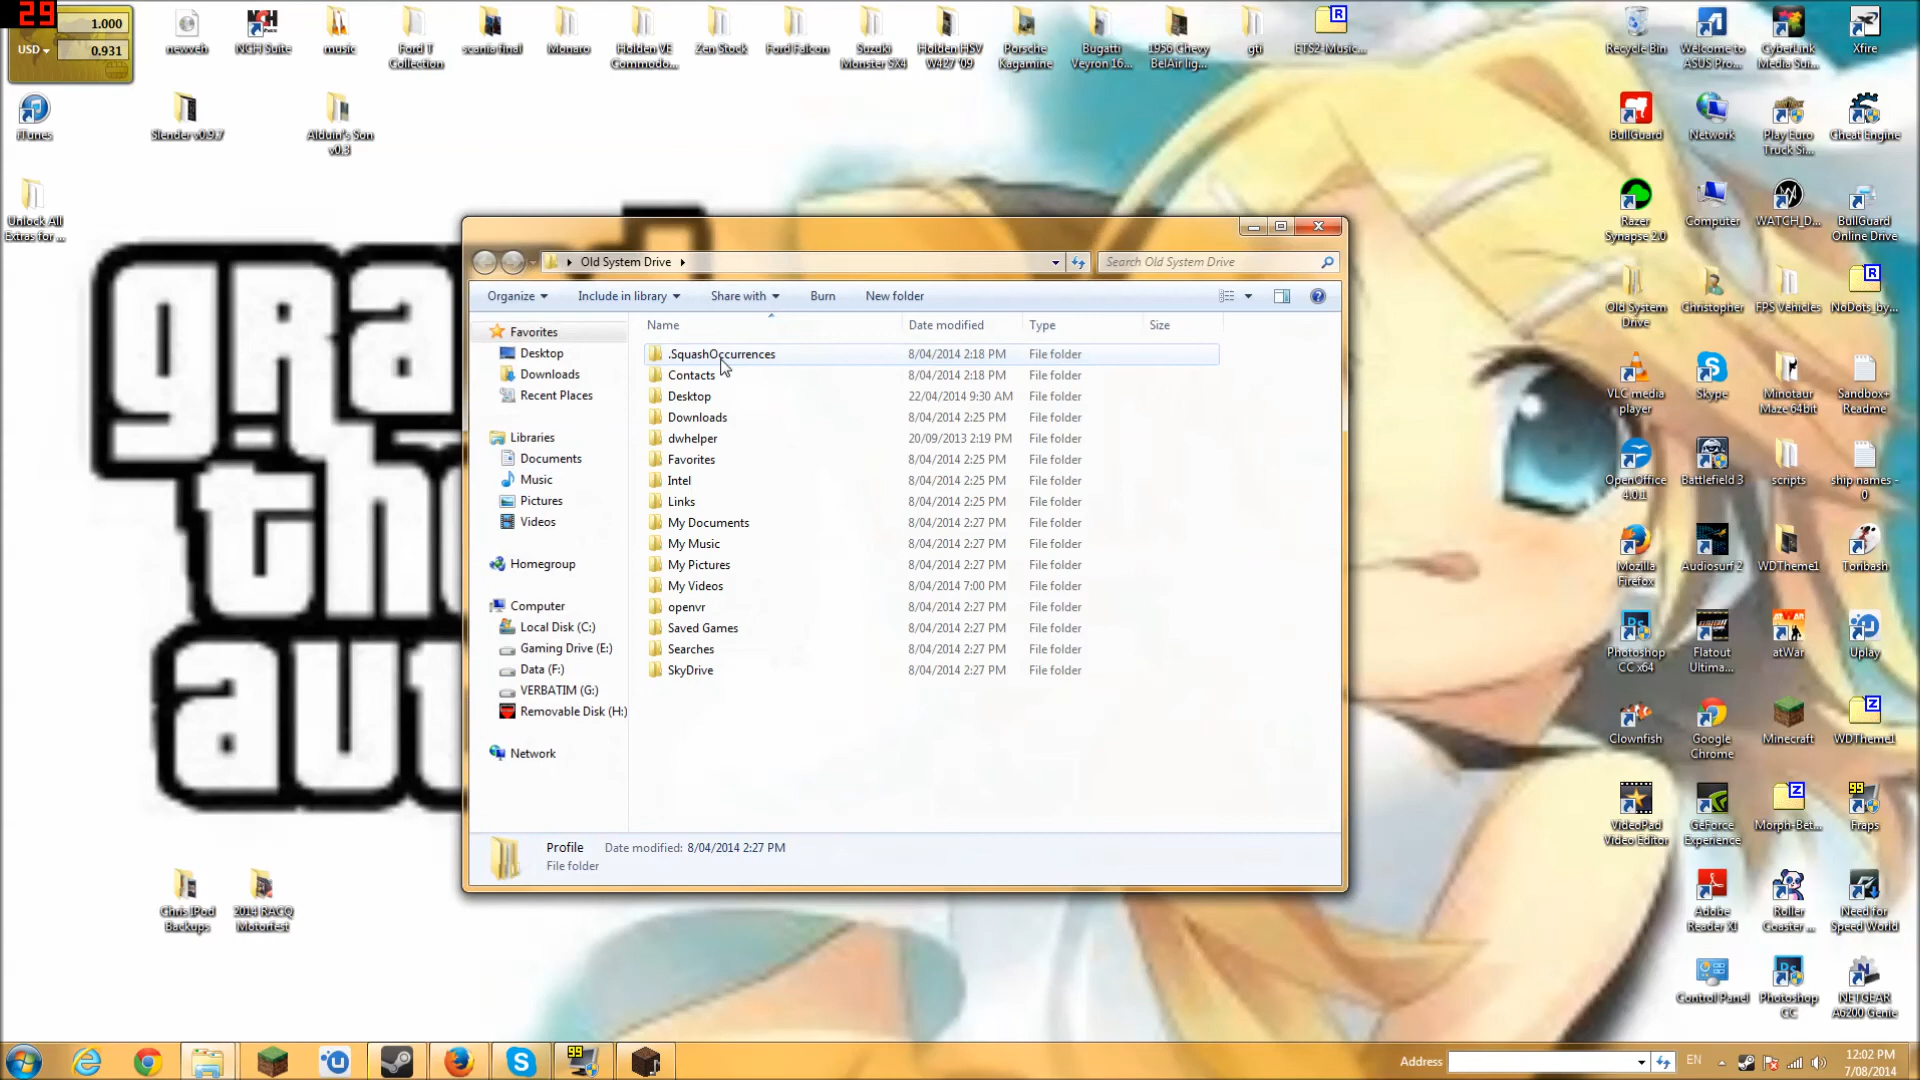 29
1.000
USD
0.931
newweb
NCH Suite
music
Ford T
Collection
scania final
Monaro
Holden VE
Commodo...
Zen Stock
Ford Falcon
Suzuki
Monster SX4
Holden HSV
W427 '09
Porsche
Kagamine
Bugatti
Veyron 16...
1956 Chevy
BelAir lig...
gti
ETS2-Music...
Recycle Bin
Welcome to
ASUS Pro...
CyberLink
Media Sui...
Xfire
iTunes
Slender v0.9.7
Alduin's Son
v0.3
BullGuard
Network
Play Euro
Truck Si...
Cheat Engine
Unlock All
Extras for ...
Razer
Synapse 2.0
Computer
WATCH_D...
BullGuard
Online Drive
Old System
Drive
Christopher
FPS Vehicles
NoDots_by...
VLC media
player
Skype
Minotaur
Maze 64bit
Sandbox+
Readme
OpenOffice
4.0.1
Battlefield 3
scripts
ship names -
0
Mozilla
Firefox
Audiosurf 2
WDTheme1
Toribash
Photoshop
CC x64
Flatout
Ultima...
atWar
Uplay
Clownfish
Google
Chrome
Minecraft
WDTheme1
VideoPad
Video Editor
GeForce
Experience
Morph-Bet...
Fraps
Adobe
Reader XI
Roller
Coaster ...
Need for
Speed World
Control Panel
Photoshop
CC
NETGEAR
A6200 Genie
Chris IPod
Backups
2014 RACQ
Motorfest
gra
the
aut
Old System Drive
Search Old System Drive
Organize
Include in library
Share with
Burn
New folder
Favorites
Desktop
Downloads
Recent Places
Libraries
Documents
Music
Pictures
Videos
Homegroup
Computer
Local Disk (C:)
Gaming Drive (E:)
Data (F:)
VERBATIM (G:)
Removable Disk (H:)
Network
Name Date modified Type Size
.SquashOccurrences 8/04/2014 2:18 PM File folder
Contacts 8/04/2014 2:18 PM File folder
Desktop 22/04/2014 9:30 AM File folder
Downloads 8/04/2014 2:25 PM File folder
dwhelper 20/09/2013 2:19 PM File folder
Favorites 8/04/2014 2:25 PM File folder
Intel 8/04/2014 2:25 PM File folder
Links 8/04/2014 2:25 PM File folder
My Documents 8/04/2014 2:27 PM File folder
My Music 8/04/2014 2:27 PM File folder
My Pictures 8/04/2014 2:27 PM File folder
My Videos 8/04/2014 7:00 PM File folder
openvr 8/04/2014 2:27 PM File folder
Saved Games 8/04/2014 2:27 PM File folder
Searches 8/04/2014 2:27 PM File folder
SkyDrive 8/04/2014 2:27 PM File folder
Profile Date modified: 8/04/2014 2:27 PM
File folder
99
Address
EN
12:02 PM
7/08/2014